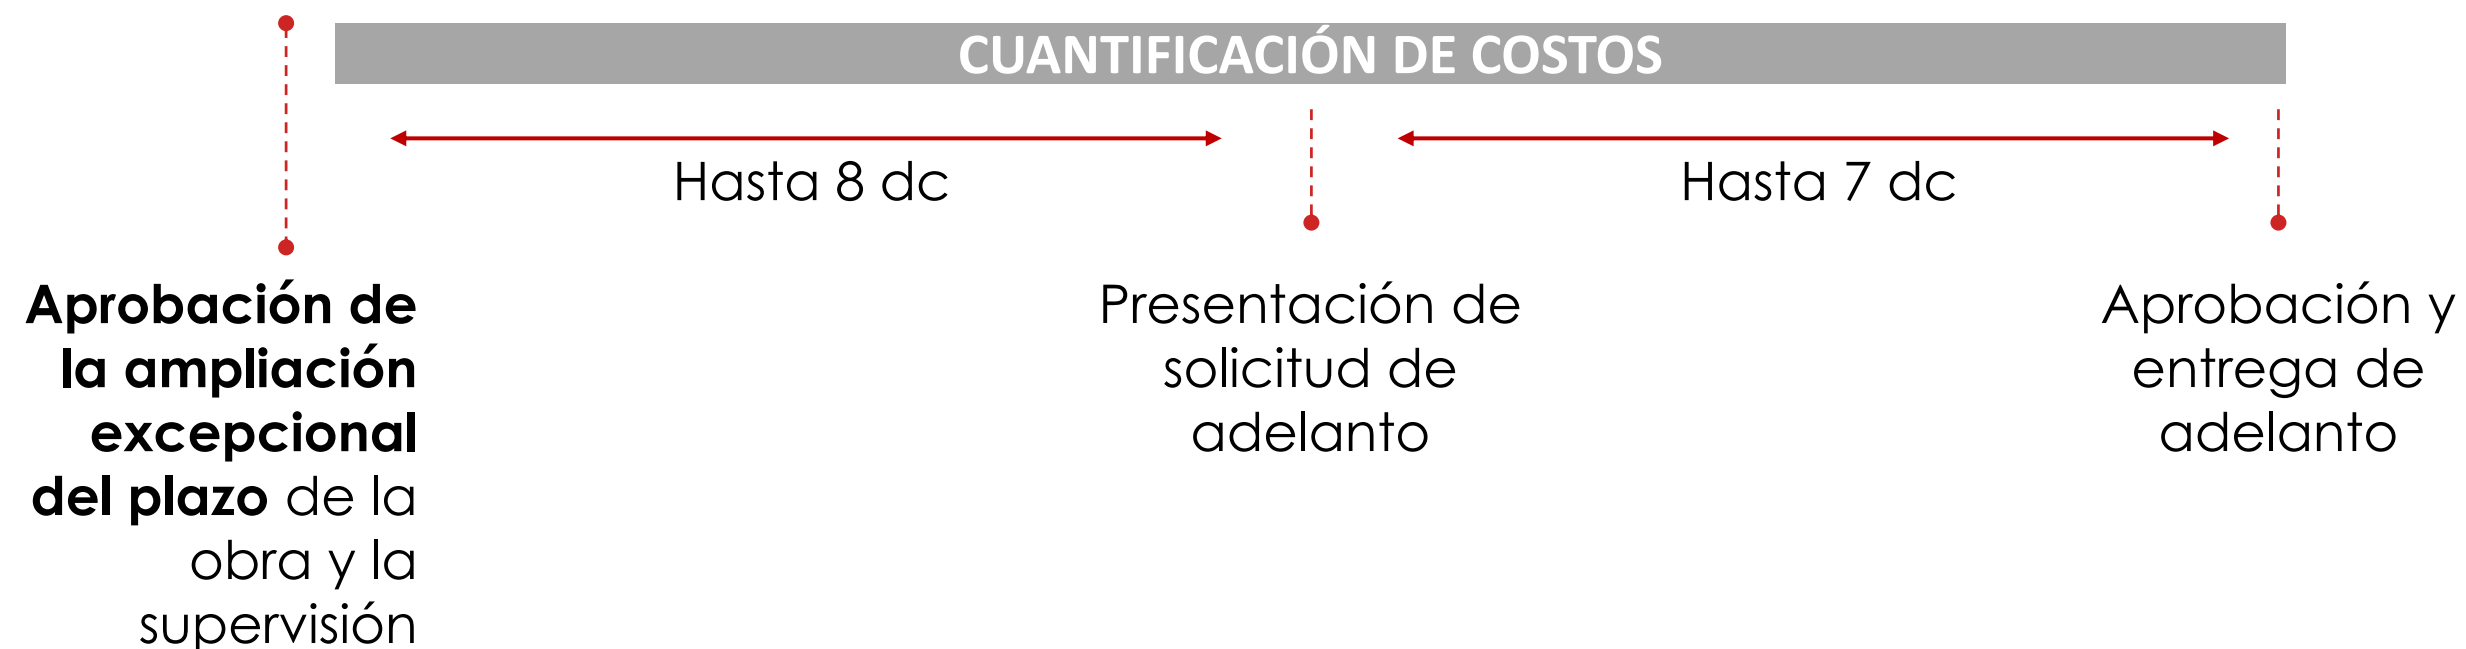 CUANTIFICACIÓN DE COSTOS
Hasta 8 dc
Hasta 7 dc
Aprobación de
la ampliación
excepcional
del plazo de la
obra y la
supervisión
Presentación de
solicitud de
adelanto
Aprobación y
entrega de
adelanto